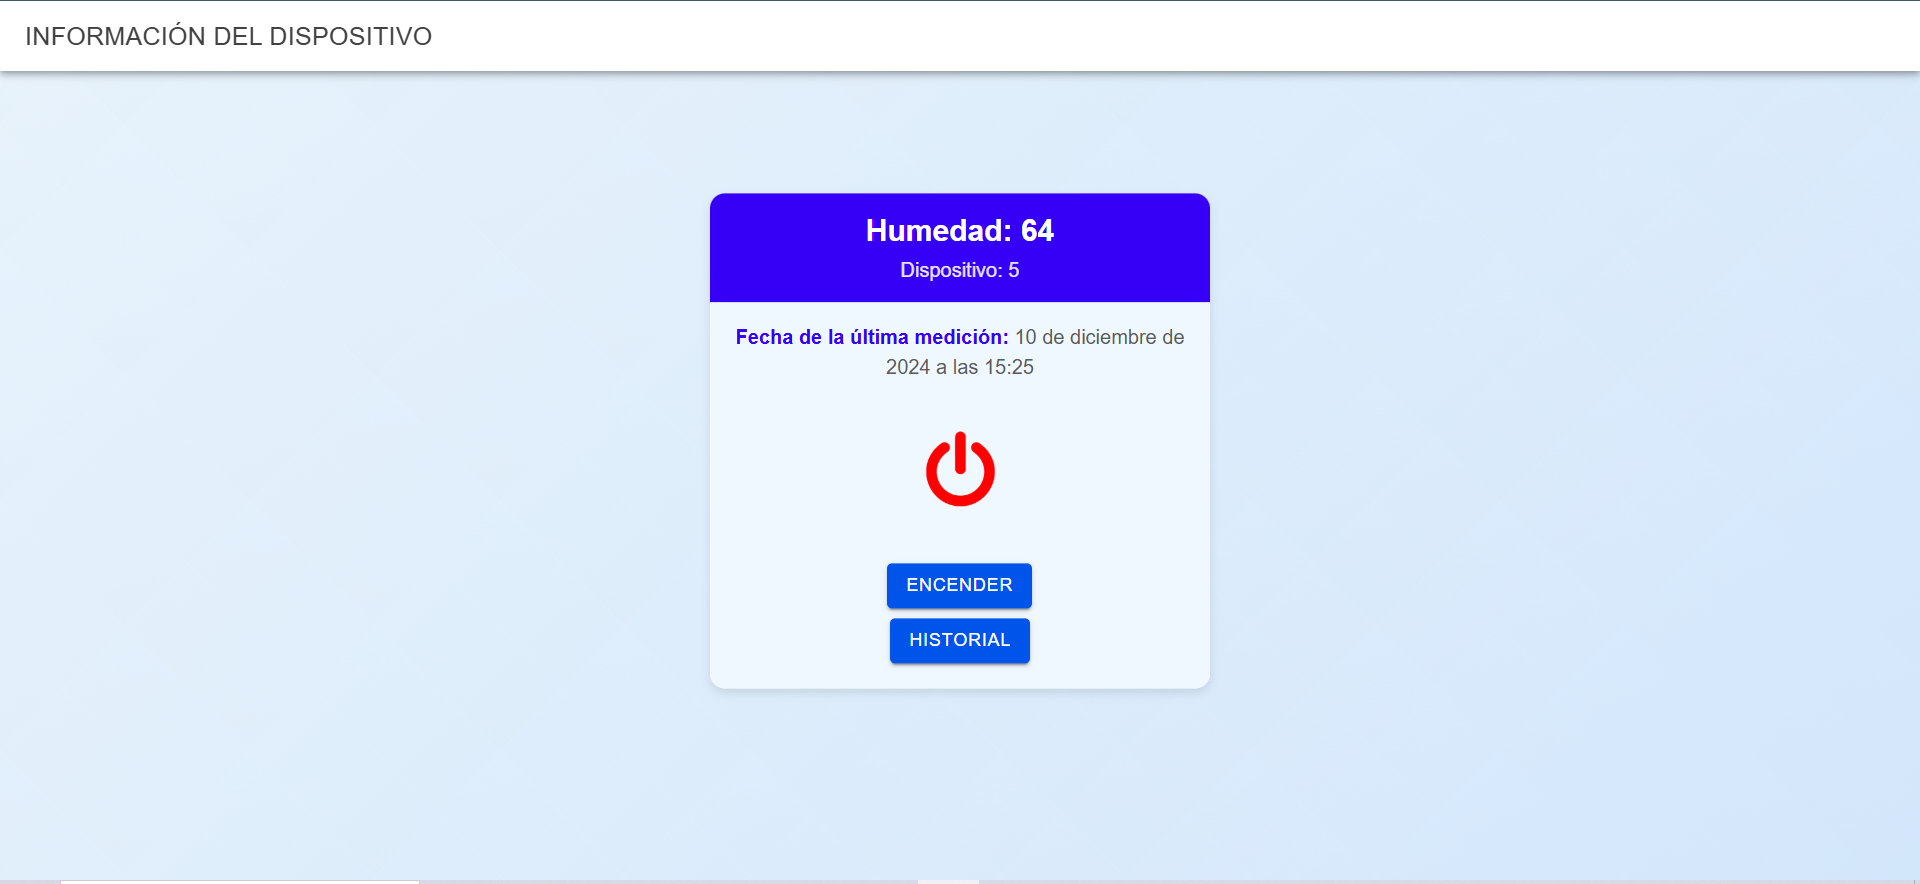 INFORMACIÓN DEL DISPOSITIVO
Humedad: 64
Dispositivo: 5
Fecha de la última medición: 10 de diciembre de
2024 a las 15:25
ENCENDER
HISTORIAL